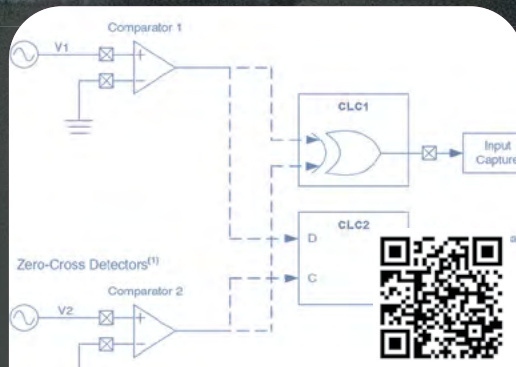 Comparator 1
V1
+
−
CLC1
Input
Capture
CLC2
D
C
Zero-Cross Detectors(1)
Comparator 2
V2
+
−